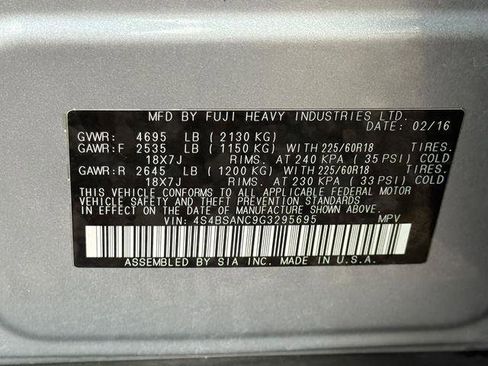 MFD BY FUJI HEAVY INDUSTRIES LTD.
DATE: 02/16
GVWR: 4695 LB ( 2130 KG)
GAWR:F 2535 LB ( 1150 KG) WITH 225/60R18 TIRES.
18X7J RIMS. AT 240 KPA ( 35 PSI) COLD
GAWR:R 2645 LB ( 1200 KG) WITH 225/60R18 TIRES.
18X7J RIMS. AT 230 KPA ( 33 PSI) COLD
THIS VEHICLE CONFORMS TO ALL APPLICABLE FEDERAL MOTOR
VEHICLE SAFETY AND THEFT PREVENTION STANDARDS IN EFFECT ON
THE DATE OF MANUFACTURE SHOWN ABOVE.
VIN: 4S4BSANC9G3295695 MPV
ASSEMBLED BY SIA INC. MADE IN U.S.A.